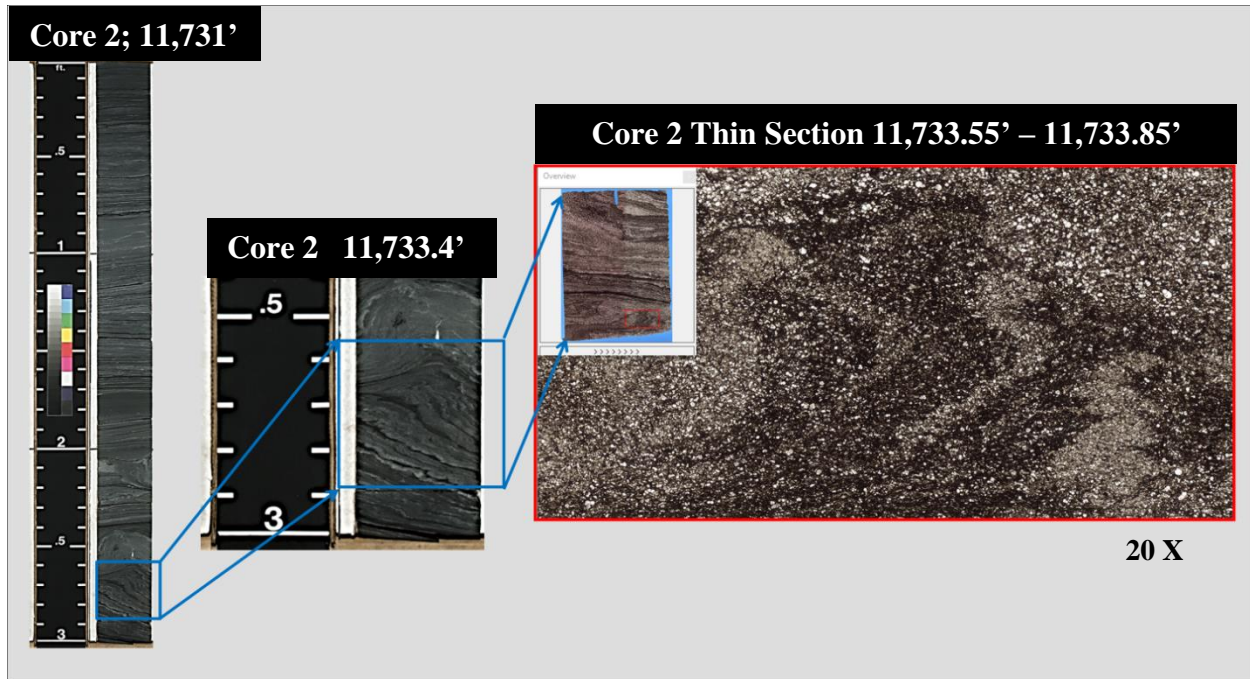 Core 2; 11,731’
ft.
.5
1
2
.5
3
Core 2 11,733.4’
.5
3
Core 2 Thin Section 11,733.55’ – 11,733.85’
Overview
>>>>>>>>
20 X